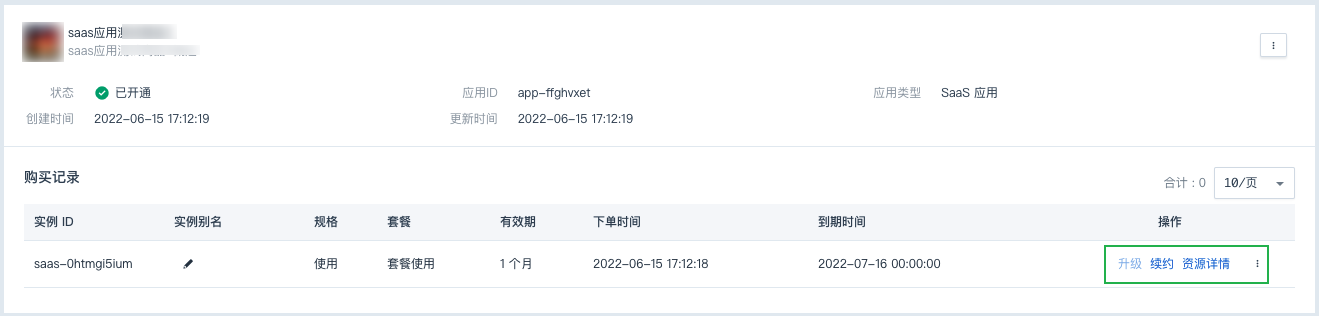 saas应用
saas应用
状态 已开通 应用ID app-ffghvxet 应用类型 SaaS 应用
创建时间 2022-06-15 17:12:19 更新时间 2022-06-15 17:12:19
购买记录
合计：0 10/页
实例 ID 实例别名 规格 套餐 有效期 下单时间 到期时间 操作
saas-0htmgi5ium 使用 套餐使用 1 个月 2022-06-15 17:12:18 2022-07-16 00:00:00 升级 续约 资源详情